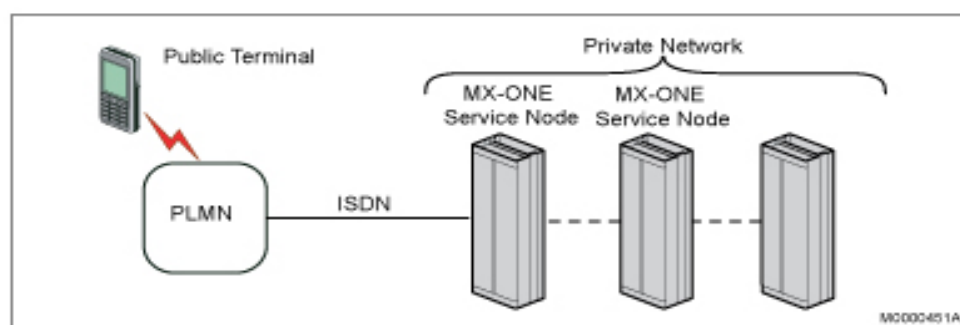 Public Terminal
Private Network
MX-ONE
Service Node
MX-ONE
Service Node
PLMN
ISDN
M0000451A